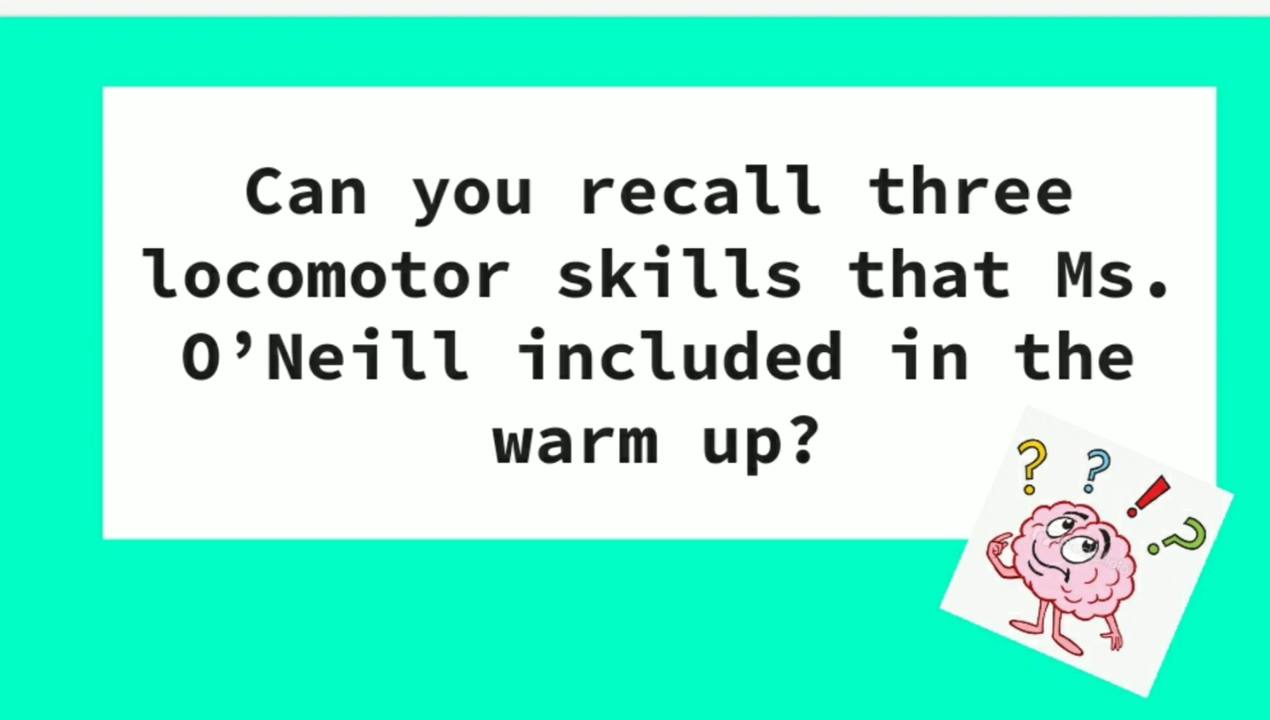 Can you recall three
locomotor skills that Ms.
O’Neill included in the
warm up?